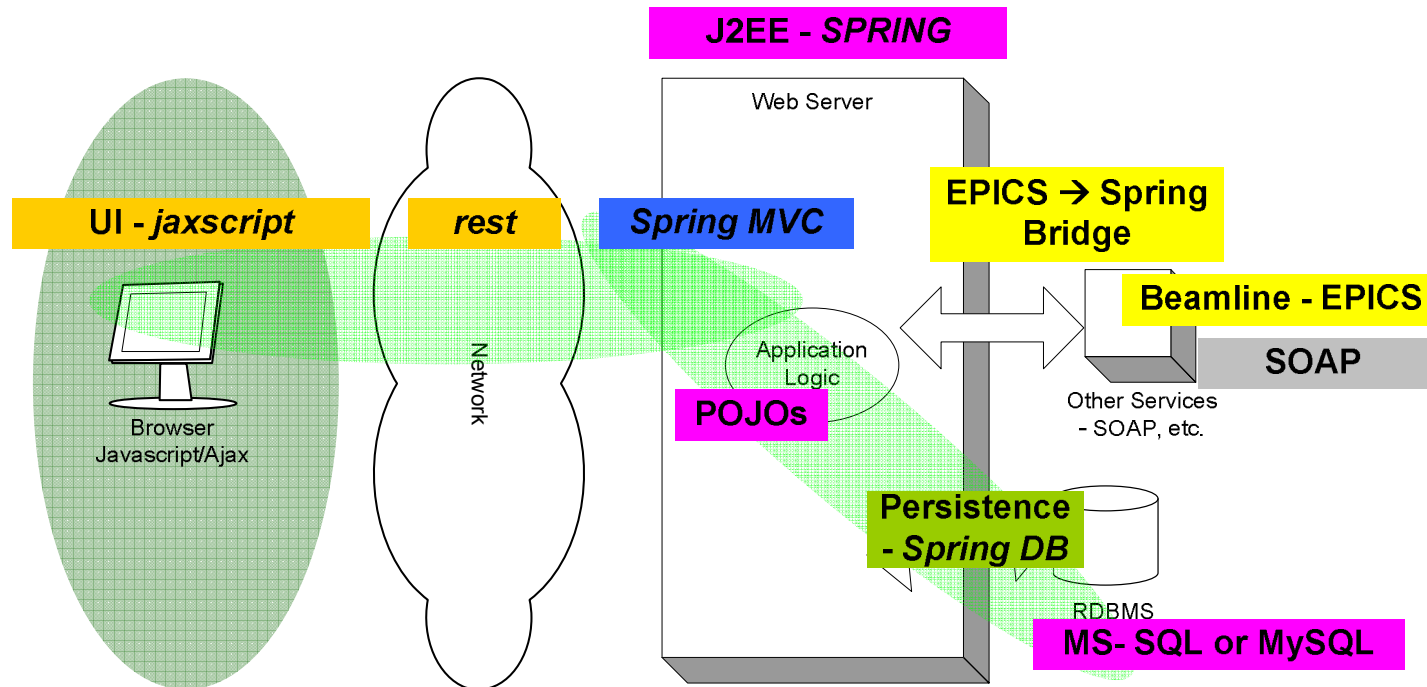 J2EE - SPRING
Web Server
UI - jaxscript
rest
Spring MVC
EPICS → Spring
Bridge
Beamline - EPICS
SOAP
Network
Application
Logic
POJOs
Other Services
- SOAP, etc.
Browser
Javascript/Ajax
Persistence
- Spring DB
RDBMS
MS- SQL or MySQL